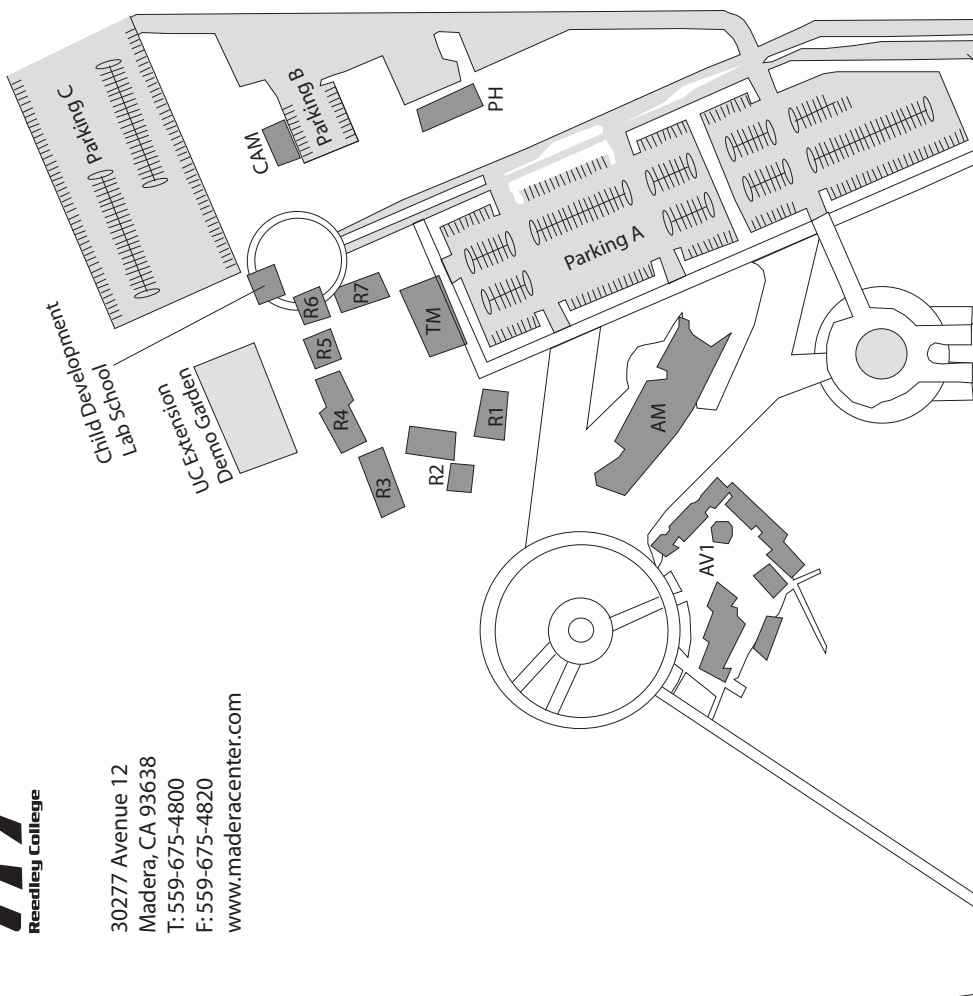 Reedley College
30277 Avenue 12
Madera, CA 93638
T: 559-675-4800
F: 559-675-4820
www.maderacenter.com
Child Development
Lab School
UC Extension
Demo Garden
Parking C
CAM
Parking B
PH
R6
R7
R5
R4
R3
TM
R2
R1
Parking A
AM
AV1